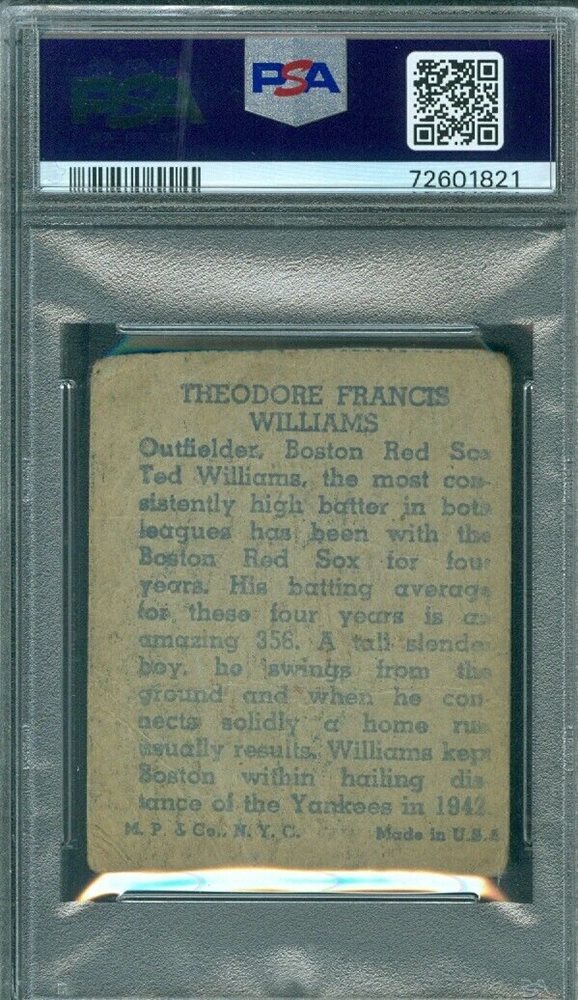 PSA
72601821
THEODORE FRANCIS
WILLIAMS
Outfielder, Boston Red Sox
Ted Williams, the most con-
sistently high batter in both
leagues has been with the
Boston Red Sox for four
years. His batting average
for these four years is an
amazing 356. A tall slender
boy, he swings from the
ground and when he con-
nects solidly a home run
usually results. Williams kept
Boston within hailing dis-
tance of the Yankees in 1942.
M. P. & Co., N. Y. C. Made in U.S.A